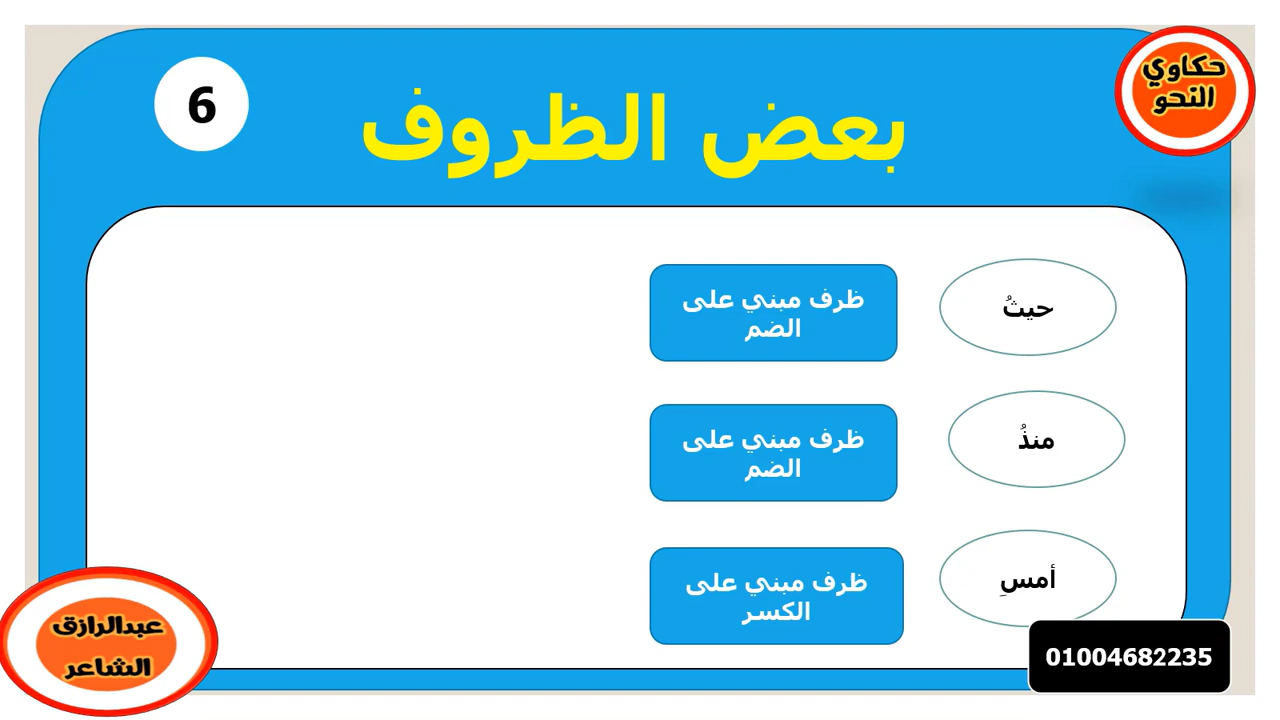 حكاوي
النحو
بعض الظروف
6
حيثُ
ظرف مبني على
الضم
منذُ
ظرف مبني على
الضم
أمسِ
ظرف مبني على
الكسر
01004682235
عبدالرازق
الشاعر